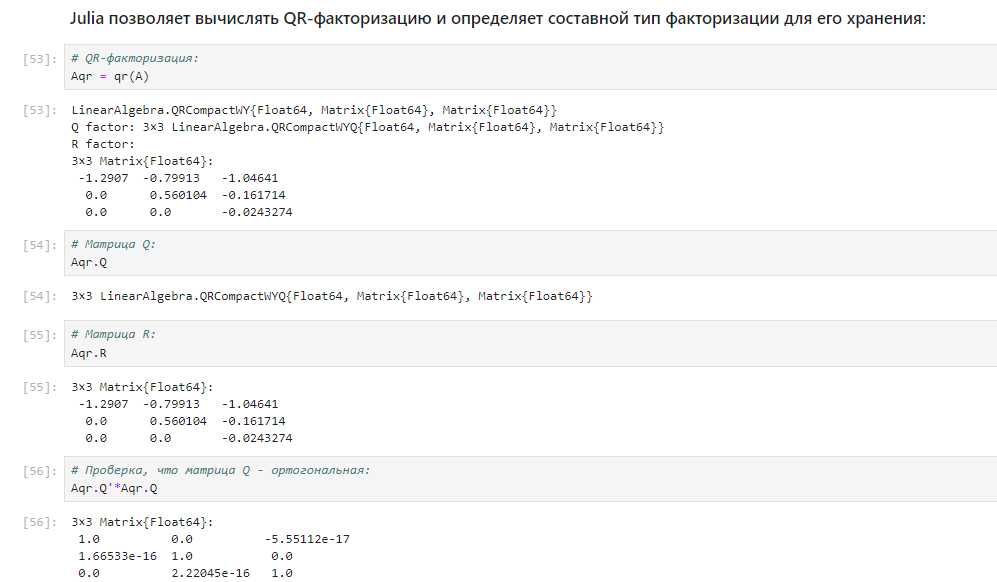 Julia позволяет вычислять QR-факторизацию и определяет составной тип факторизации для его хранения:
[53]: # QR-факторизация:
Aqr = qr(A)
[53]: LinearAlgebra.QRCompactWY{Float64, Matrix{Float64}, Matrix{Float64}}
Q factor: 3×3 LinearAlgebra.QRCompactWYQ{Float64, Matrix{Float64}, Matrix{Float64}}
R factor:
3×3 Matrix{Float64}:
-1.2907 -0.79913 -1.04641
0.0 0.560104 -0.161714
0.0 0.0 -0.0243274
[54]: # Матрица Q:
Aqr.Q
[54]: 3×3 LinearAlgebra.QRCompactWYQ{Float64, Matrix{Float64}, Matrix{Float64}}
[55]: # Матрица R:
Aqr.R
[55]: 3×3 Matrix{Float64}:
-1.2907 -0.79913 -1.04641
0.0 0.560104 -0.161714
0.0 0.0 -0.0243274
[56]: # Проверка, что матрица Q - ортогональная:
Aqr.Q'*Aqr.Q
[56]: 3×3 Matrix{Float64}:
1.0 0.0 -5.55112e-17
1.66533e-16 1.0 0.0
0.0 2.22045e-16 1.0